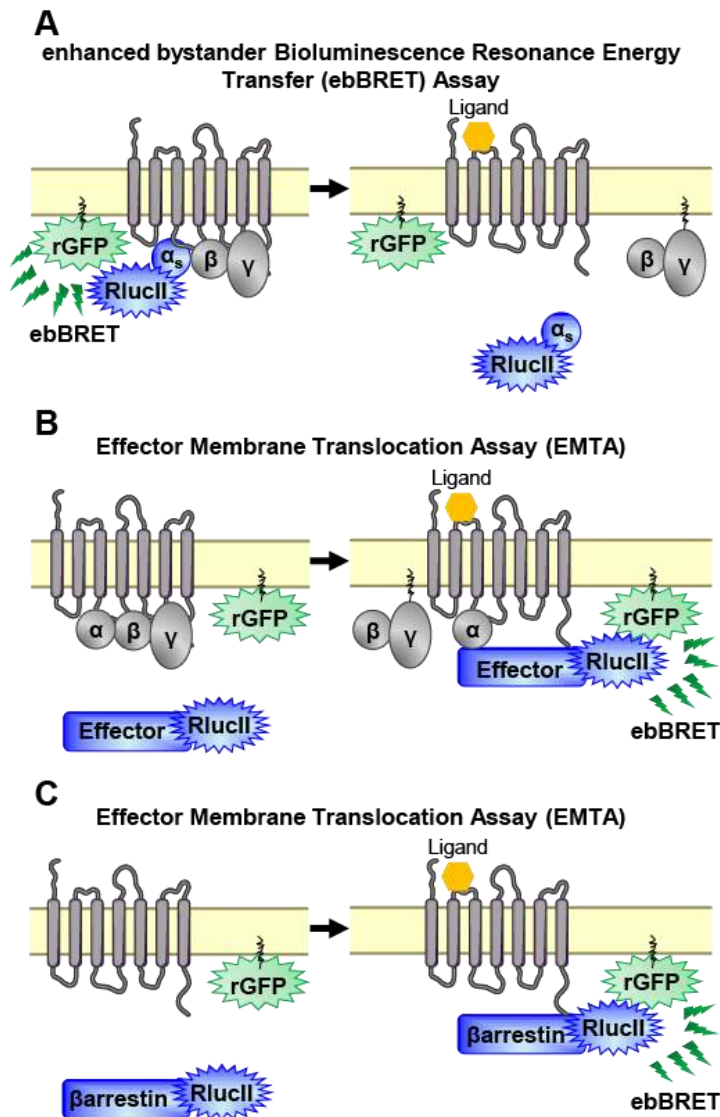 A
enhanced bystander Bioluminescence Resonance Energy
Transfer (ebBRET) Assay
Ligand
rGFP
αs
β
γ
RlucII
ebBRET
rGFP
β
γ
αs
RlucII
B
Effector Membrane Translocation Assay (EMTA)
Ligand
α
β
γ
rGFP
Effector
RlucII
β
γ
α
rGFP
Effector
RlucII
ebBRET
C
Effector Membrane Translocation Assay (EMTA)
Ligand
rGFP
βarrestin
RlucII
rGFP
βarrestin
RlucII
ebBRET